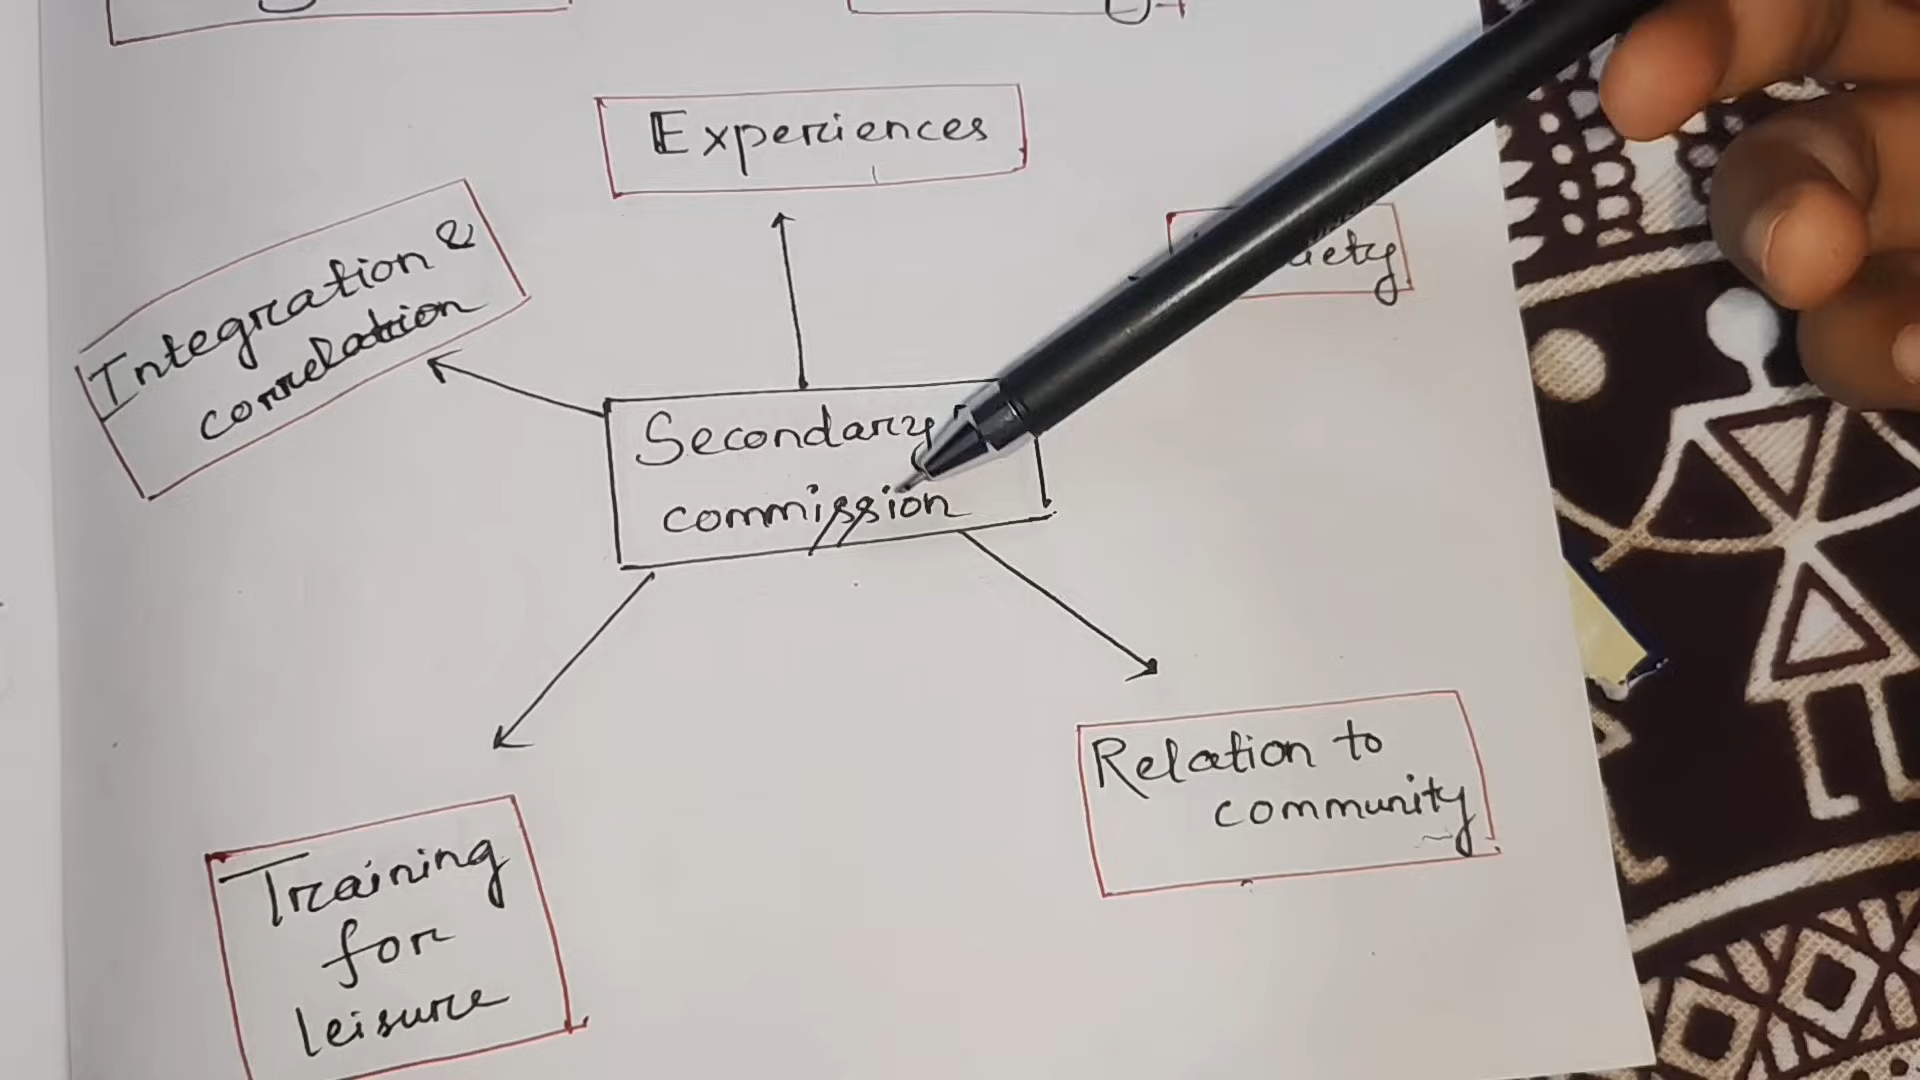 Experiences
Integration &
correlation
Secondary
commission
Relation to
community
Training
for
leisure